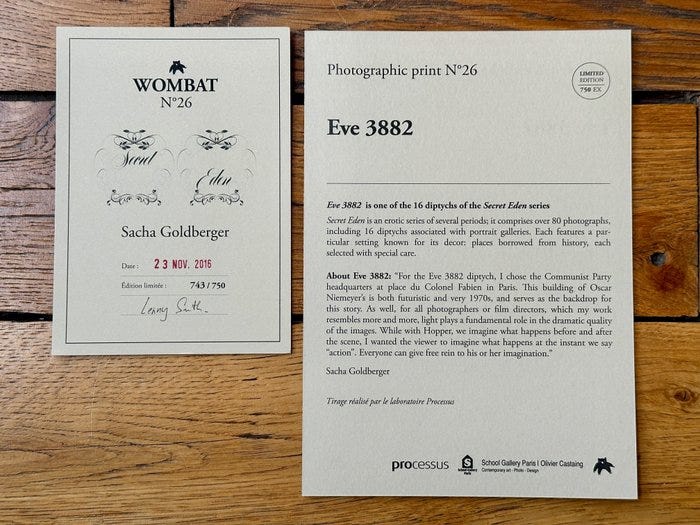 WOMBAT
N°26
Secret
Eden
Sacha Goldberger
Date : 23 NOV. 2016
Édition limitée : 743 / 750
Lenny Smith.
Photographic print N°26
LIMITED
EDITION
750 EX
Eve 3882
Eve 3882 is one of the 16 diptychs of the Secret Eden series
Secret Eden is an erotic series of several periods; it comprises over 80 photographs,
including 16 diptychs associated with portrait galleries. Each features a par-
ticular setting known for its decor: places borrowed from history, each
selected with special care.
About Eve 3882: “For the Eve 3882 diptych, I chose the Communist Party
headquarters at place du Colonel Fabien in Paris. This building of Oscar
Niemeyer’s is both futuristic and very 1970s, and serves as the backdrop for
this story. As well, for all photographers or film directors, which my work
resembles more and more, light plays a fundamental role in the dramatic quality
of the images. While with Hopper, we imagine what happens before and after
the scene, I wanted the viewer to imagine what happens at the instant we say
“action”. Everyone can give free rein to his or her imagination.”
Sacha Goldberger
Tirage réalisé par le laboratoire Processus
processus
S
School Gallery
Paris
School Gallery Paris | Olivier Castaing
Contemporary art - Photo - Design